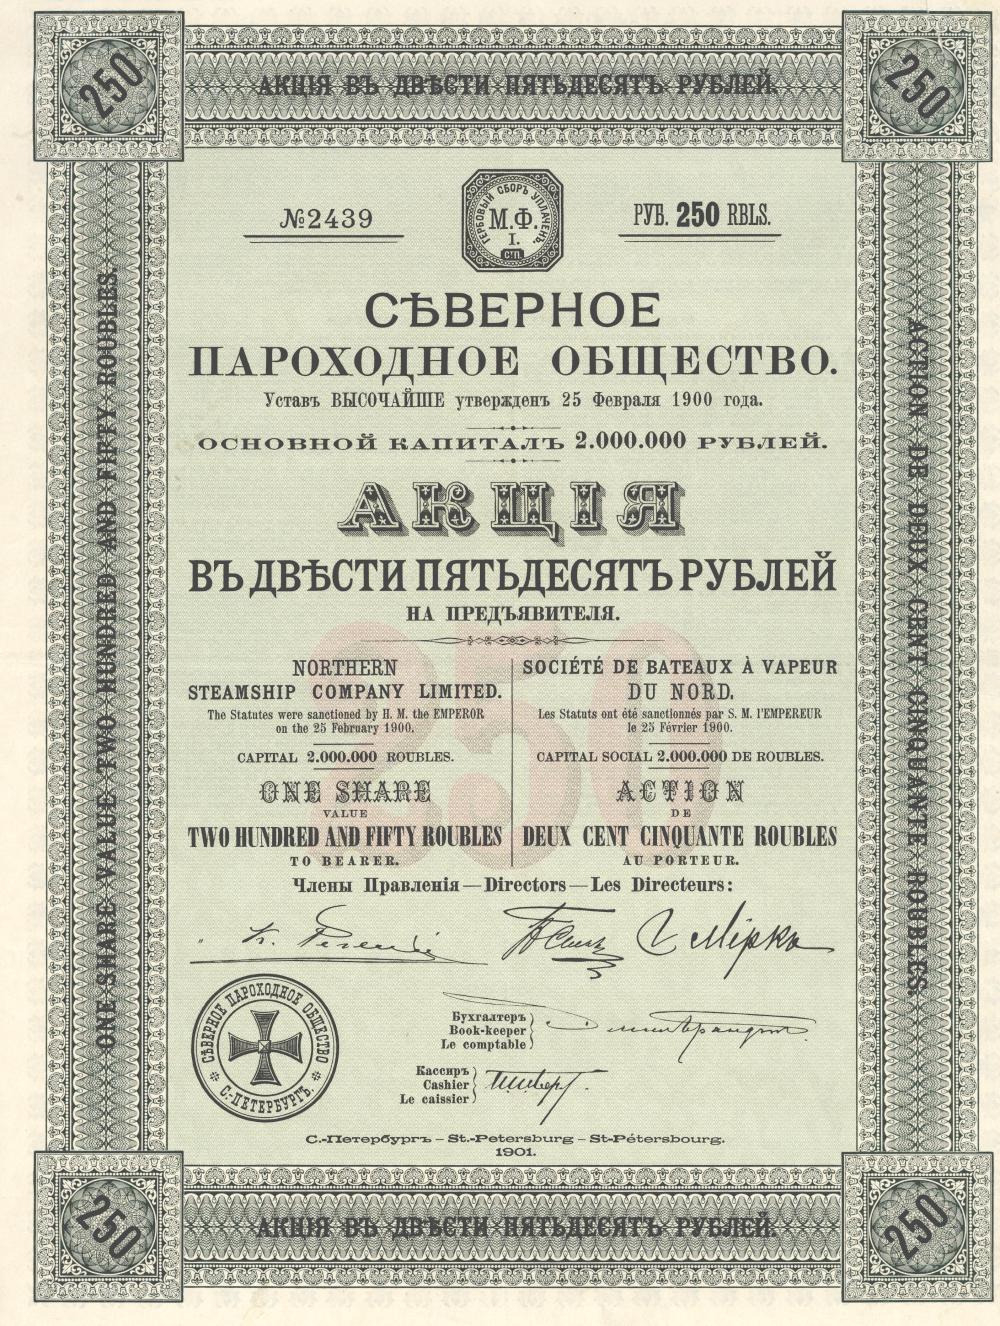 250
АКЦІЯ ВЪ ДВѢСТИ ПЯТЬДЕСЯТЪ РУБЛЕЙ.
250
№2439
ГЕРБОВЫЙ СБОРЪ УПЛАЧЕНЪ.
М.Ф.
I.
СП.
РУБ. 250 RBLS.
СѢВЕРНОЕ
ПАРОХОДНОЕ ОБЩЕСТВО.
Уставъ ВЫСОЧАЙШЕ утвержденъ 25 Февраля 1900 года.
ОСНОВНОЙ КАПИТАЛЪ 2.000.000 РУБЛЕЙ.
АКЦІЯ
ВЪ ДВѢСТИ ПЯТЬДЕСЯТЪ РУБЛЕЙ
НА ПРЕДЪЯВИТЕЛЯ.
250
NORTHERN
STEAMSHIP COMPANY LIMITED.
The Statutes were sanctioned by H. M. the EMPEROR
on the 25 February 1900.
CAPITAL 2.000.000 ROUBLES.
ONE SHARE
VALUE
TWO HUNDRED AND FIFTY ROUBLES
TO BEARER.
SOCIÉTÉ DE BATEAUX À VAPEUR
DU NORD.
Les Statuts ont été sanctionnés par S. M. l'EMPEREUR
le 25 Février 1900.
CAPITAL SOCIAL 2.000.000 DE ROUBLES.
ACTION
DE
DEUX CENT CINQUANTE ROUBLES
AU PORTEUR.
Члены Правленія — Directors — Les Directeurs:
СѢВЕРНОЕ ПАРОХОДНОЕ ОБЩЕСТВО
С.-ПЕТЕРБУРГЪ.
Бухгалтеръ
Book-keeper
Le comptable
Кассиръ
Cashier
Le caissier
С.-Петербургъ – St.-Petersburg – St-Pétersbourg.
1901.
ONE SHARE VALUE TWO HUNDRED AND FIFTY ROUBLES.
ACTION DE DEUX CENT CINQUANTE ROUBLES.
250
АКЦІЯ ВЪ ДВѢСТИ ПЯТЬДЕСЯТЪ РУБЛЕЙ.
250